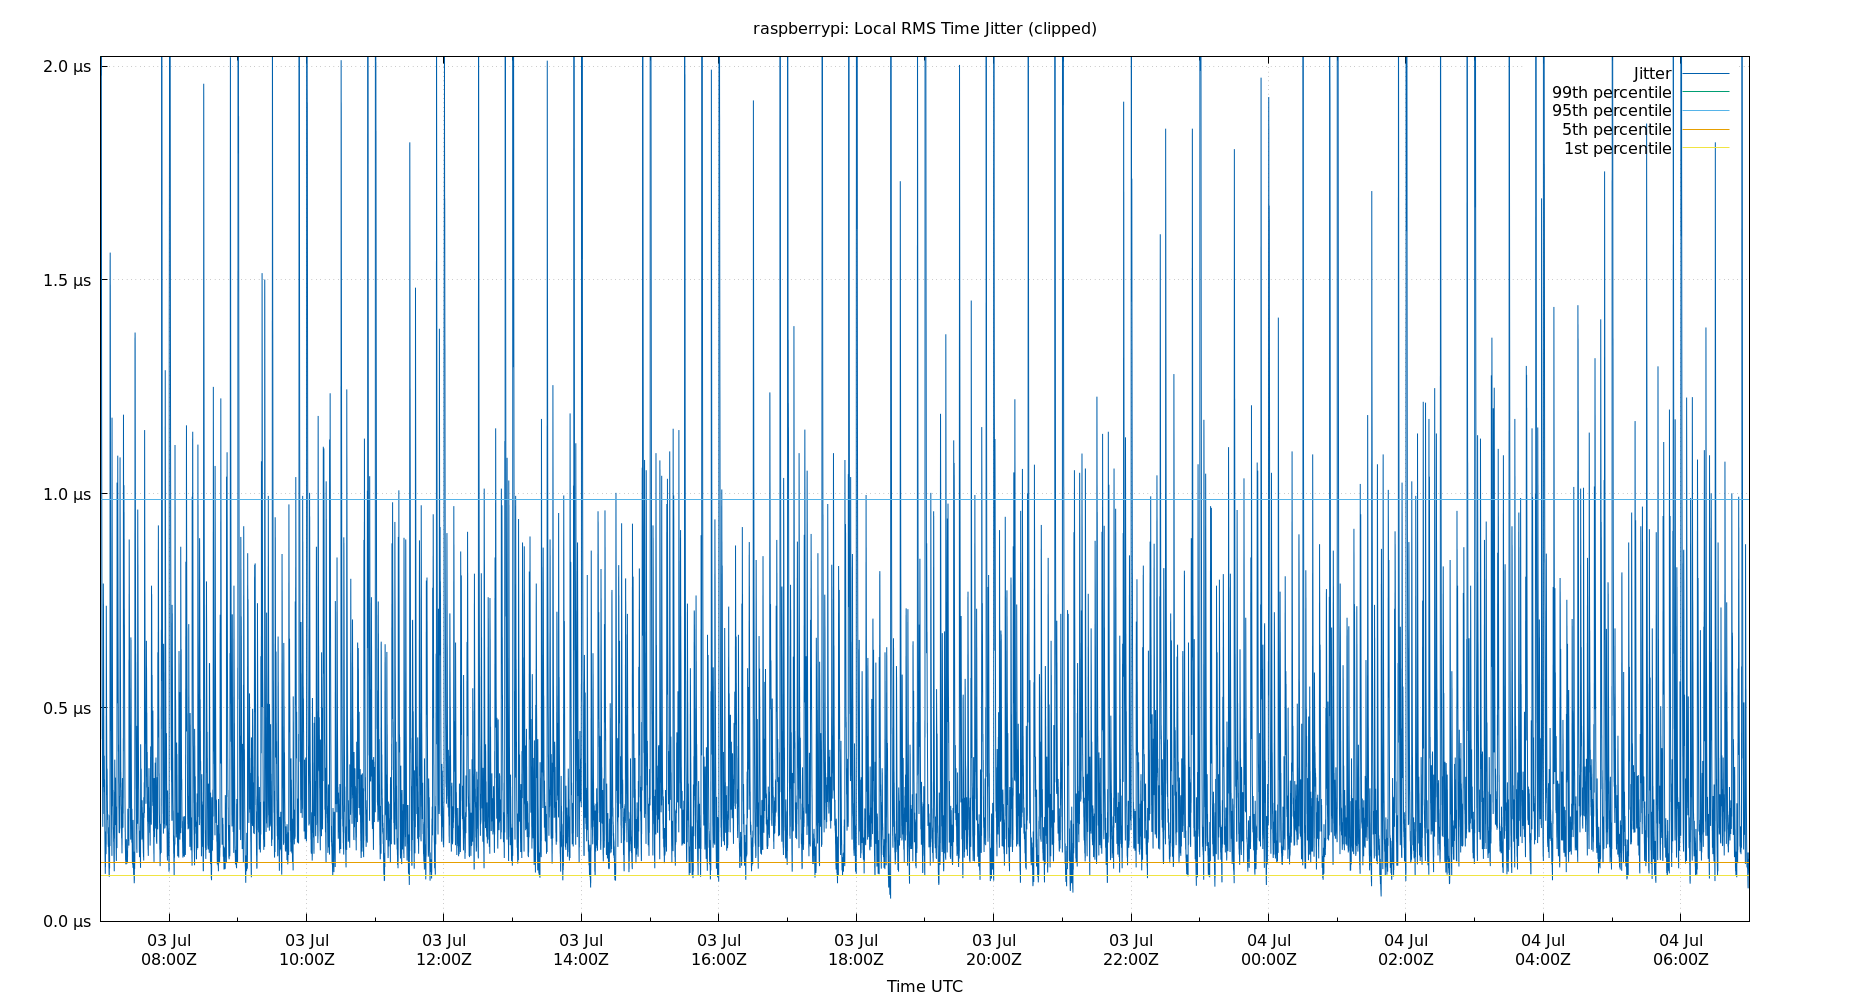 raspberrypi: Local RMS Time Jitter (clipped)
2.0 μs
1.5 μs
1.0 μs
0.5 μs
0.0 μs
Jitter
99th percentile
95th percentile
5th percentile
1st percentile
03 Jul 03 Jul 03 Jul 03 Jul 03 Jul 03 Jul 03 Jul 03 Jul 04 Jul 04 Jul 04 Jul 04 Jul
08:00Z 10:00Z 12:00Z 14:00Z 16:00Z 18:00Z 20:00Z 22:00Z 00:00Z 02:00Z 04:00Z 06:00Z
Time UTC